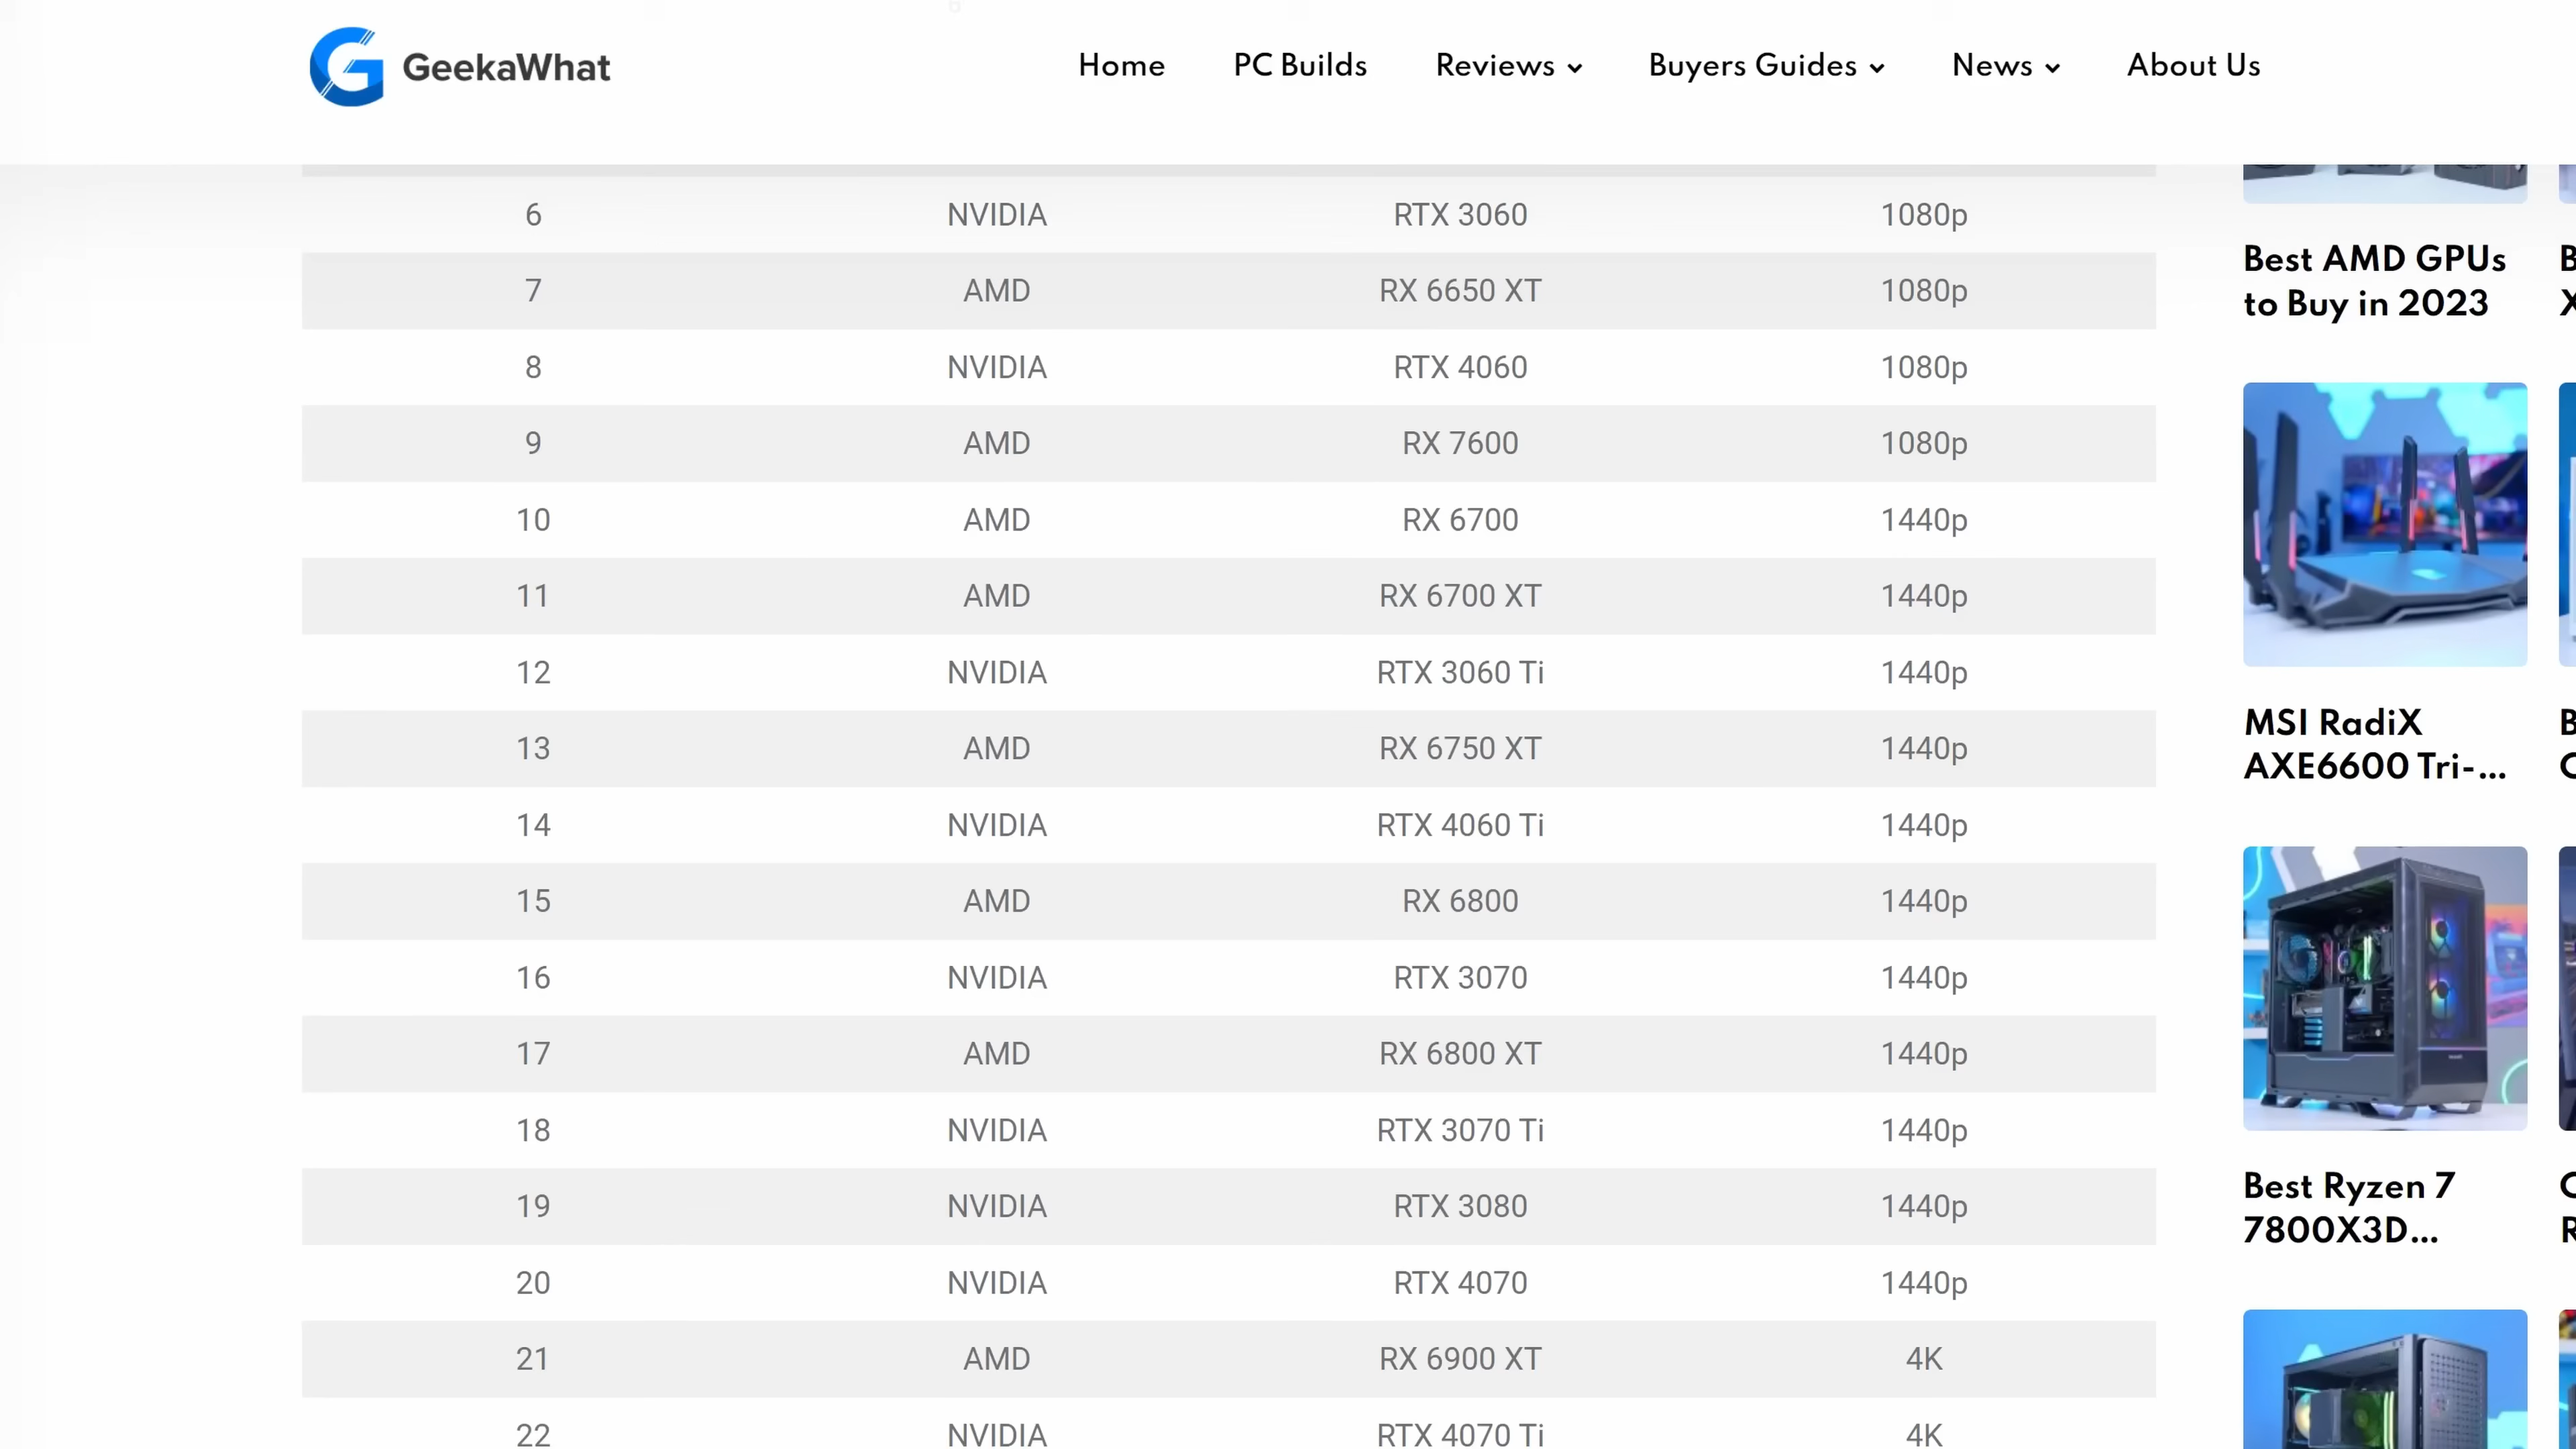 GeekaWhat
Home PC Builds Reviews Buyers Guides News About Us
6 NVIDIA RTX 3060 1080p
7 AMD RX 6650 XT 1080p
8 NVIDIA RTX 4060 1080p
9 AMD RX 7600 1080p
10 AMD RX 6700 1440p
11 AMD RX 6700 XT 1440p
12 NVIDIA RTX 3060 Ti 1440p
13 AMD RX 6750 XT 1440p
14 NVIDIA RTX 4060 Ti 1440p
15 AMD RX 6800 1440p
16 NVIDIA RTX 3070 1440p
17 AMD RX 6800 XT 1440p
18 NVIDIA RTX 3070 Ti 1440p
19 NVIDIA RTX 3080 1440p
20 NVIDIA RTX 4070 1440p
21 AMD RX 6900 XT 4K
22 NVIDIA RTX 4070 Ti 4K
Best AMD GPUs
to Buy in 2023
MSI RadiX
AXE6600 Tri-...
Best Ryzen 7
7800X3D...